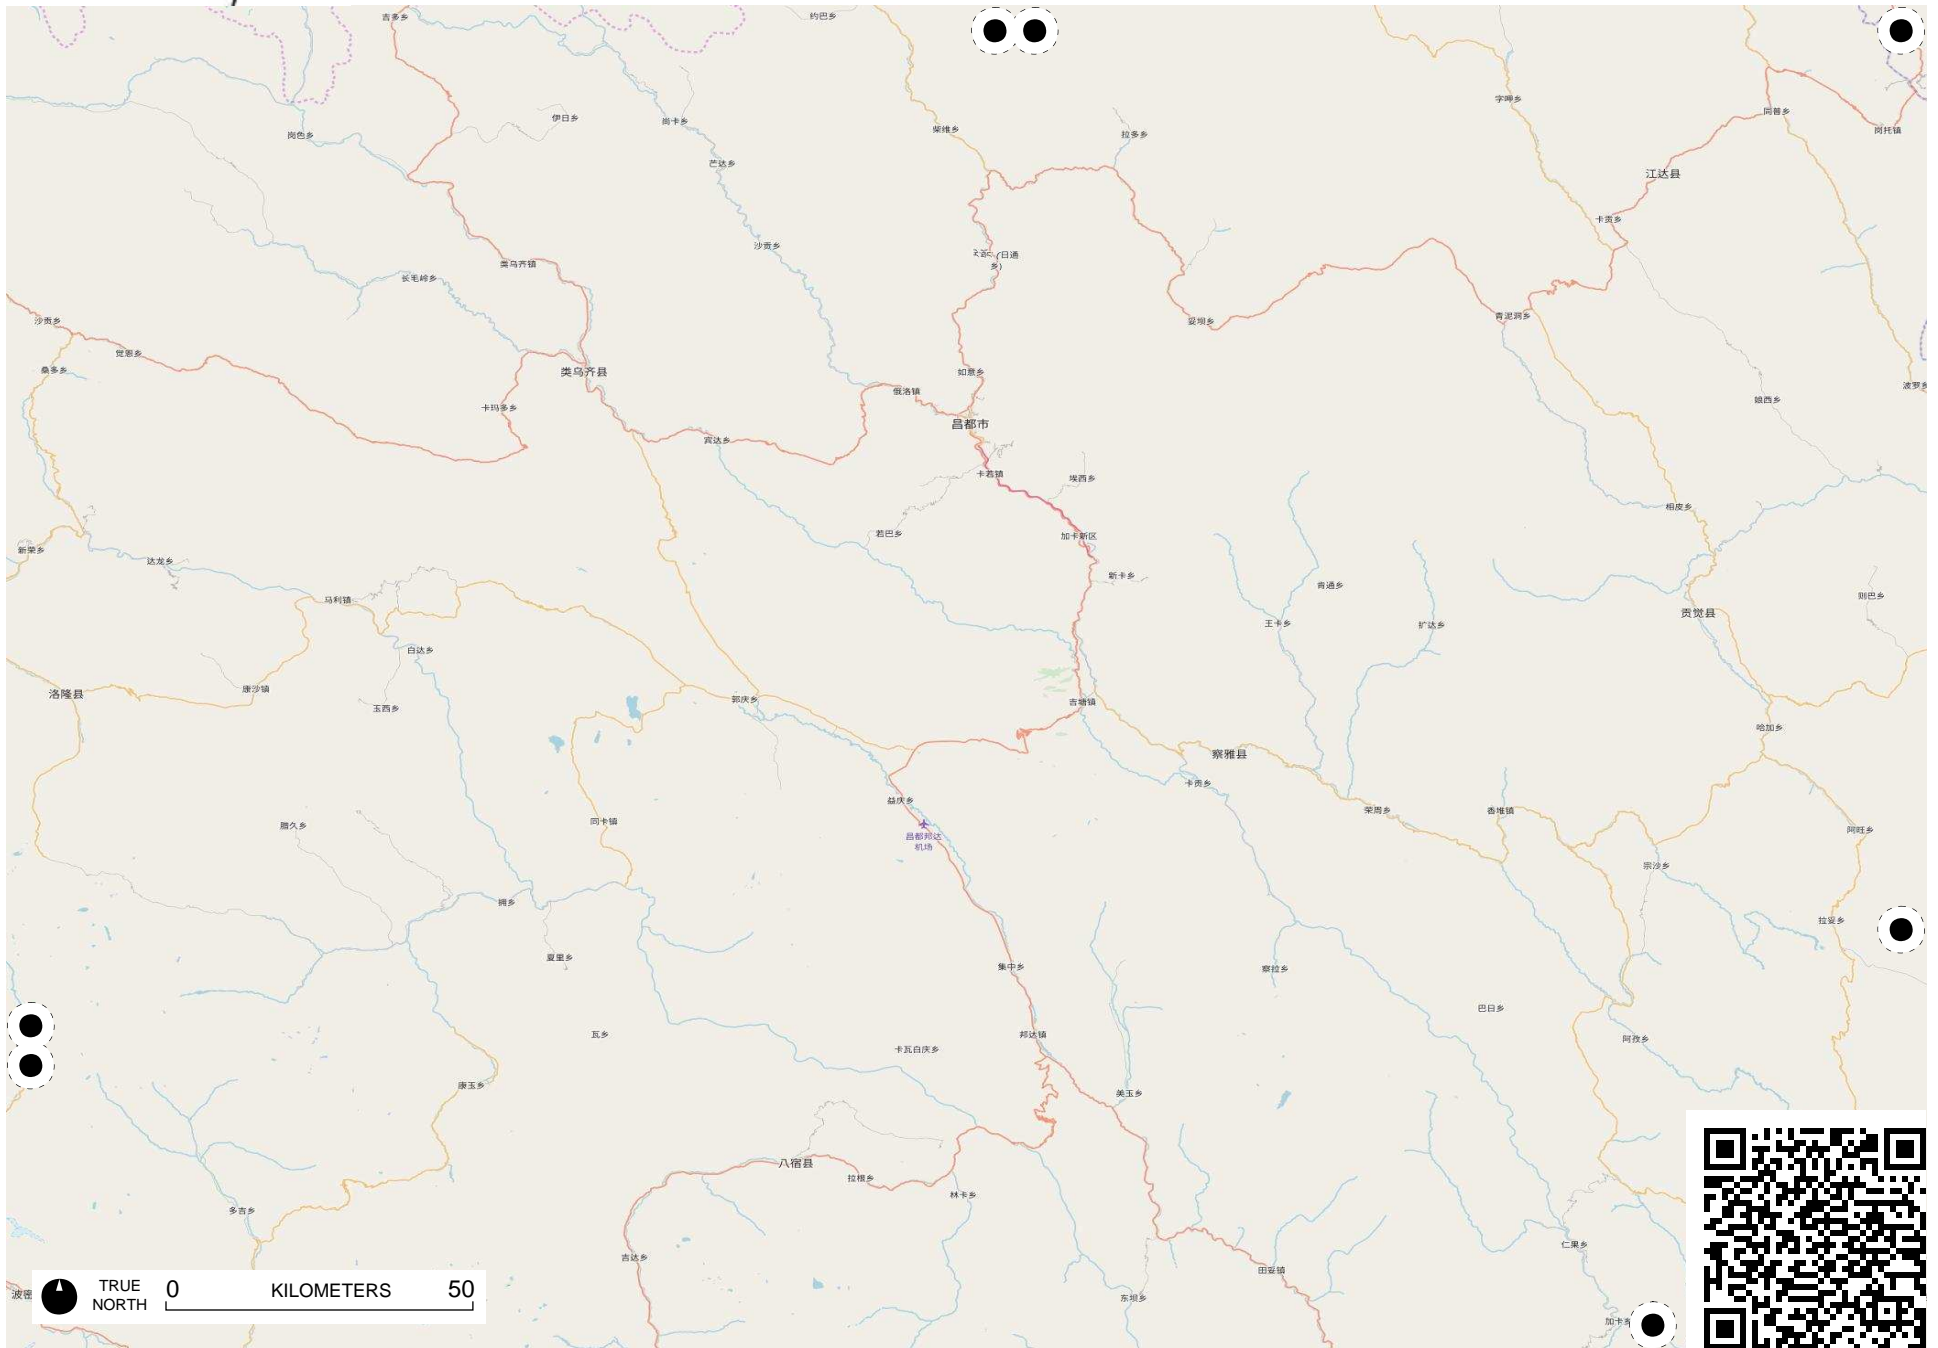 吉多乡
约巴乡
字呷乡
伊日乡
尚卡乡
柴维乡
拉多乡
同普乡
岗托镇
岗色乡
芒达乡
江达县
卡贡乡
沙贡乡
类乌齐镇
(日通
乡)
长毛岭乡
沙贡乡
觉恩乡
妥坝乡
青泥洞乡
桑多乡
类乌齐县
如意乡
俄洛镇
波罗乡
卡玛多乡
娘西乡
昌都市
宾达乡
卡若镇
埃西乡
相皮乡
若巴乡
加卡新区
新荣乡
达龙乡
新卡乡
肯通乡
马利镇
则巴乡
王卡乡
扩达乡
贡觉县
白达乡
洛隆县
康沙镇
玉西乡
郭庆乡
吉塘镇
哈加乡
察雅县
卡贡乡
益庆乡
荣周乡
香堆镇
腊久乡
同卡镇
昌都邦达
机场
阿旺乡
宗沙乡
拥乡
拉妥乡
夏里乡
集中乡
察拉乡
巴日乡
瓦乡
邦达镇
卡瓦白庆乡
阿孜乡
康玉乡
美玉乡
八宿县
拉根乡
林卡乡
多吉乡
吉达乡
仁果乡
田妥镇
波密
东坝乡
加卡乡
TRUE
NORTH
0 KILOMETERS 50